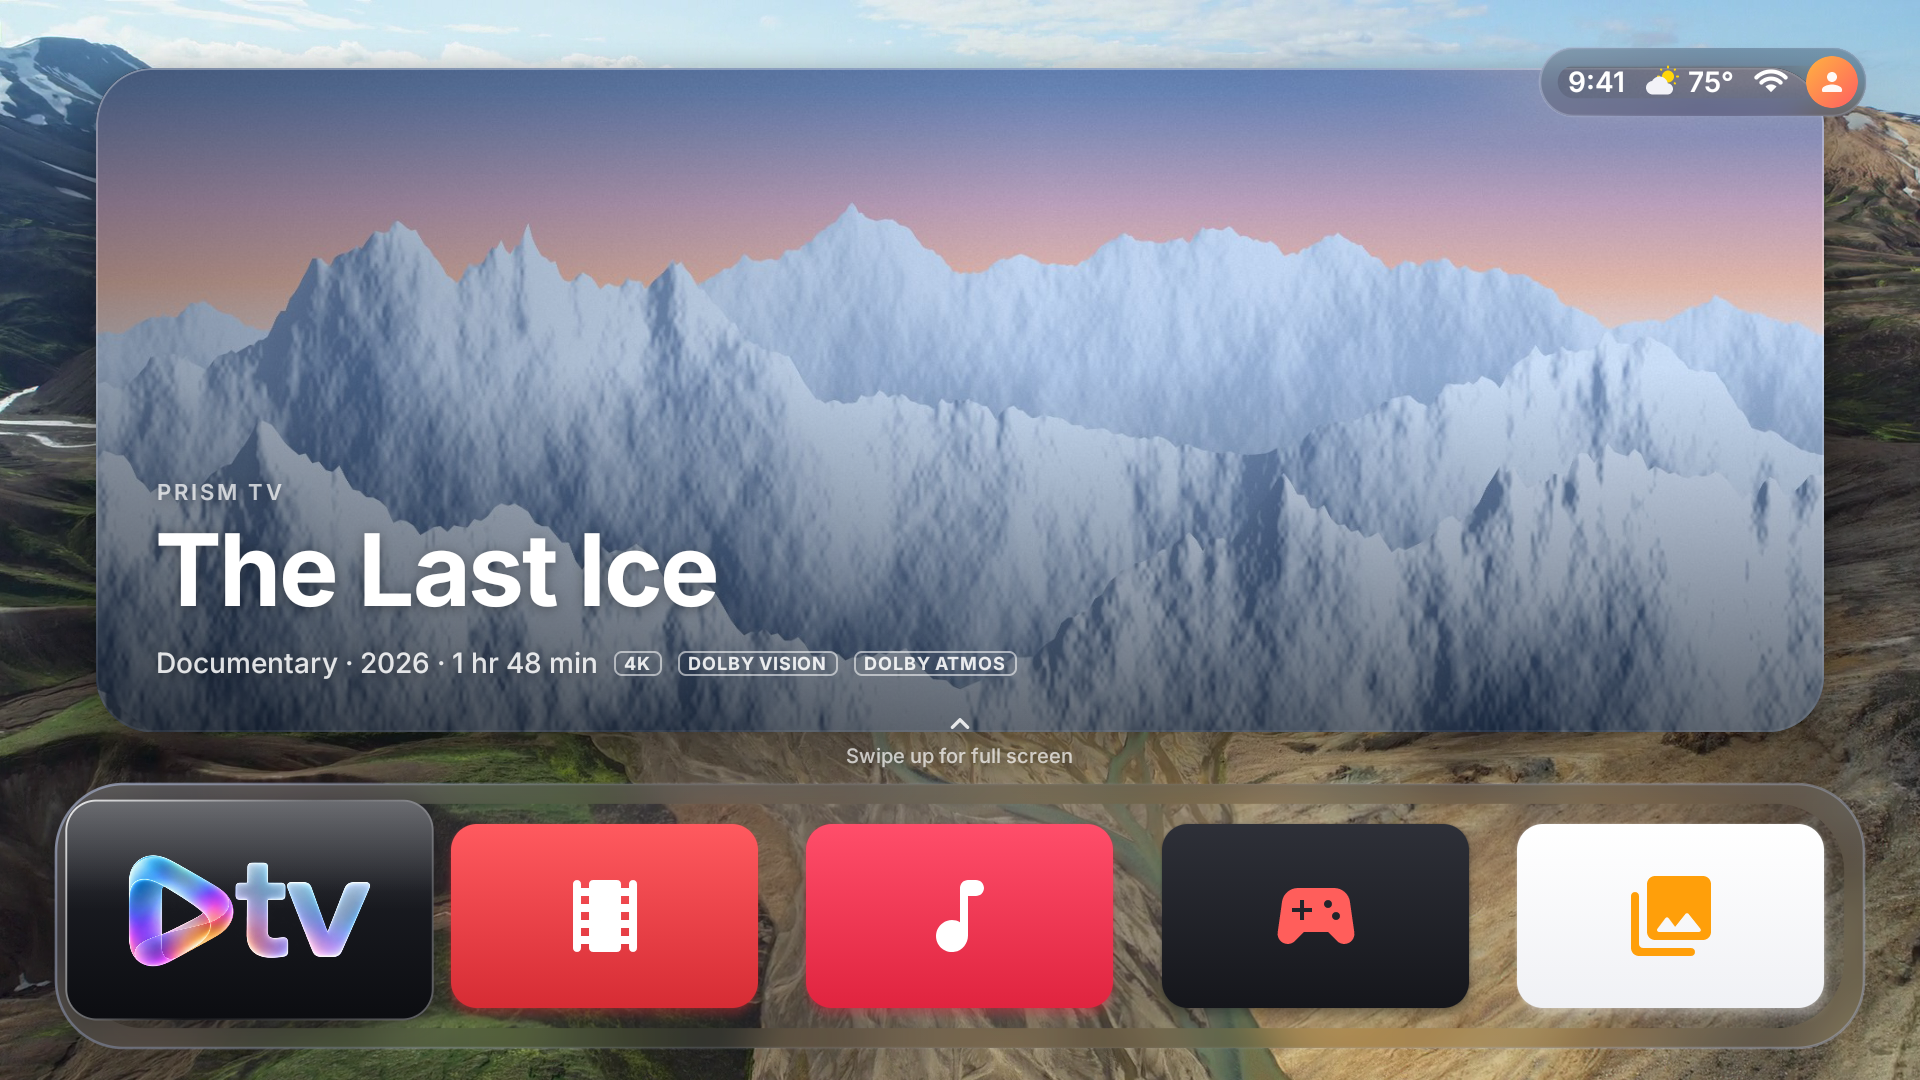 9:41 75°
PRISM TV
The Last Ice
Documentary · 2026 · 1 hr 48 min 4K DOLBY VISION DOLBY ATMOS
Swipe up for full screen
tv